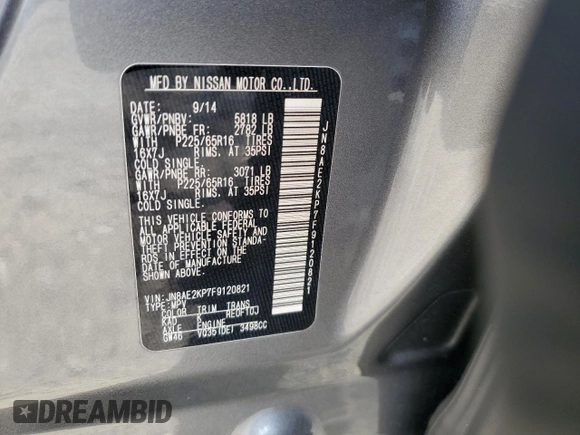 MFD BY NISSAN MOTOR CO.,LTD.
DATE: 9/14
GVWR/PNBV: 5818 LB
GAWR/PNBE FR: 2782 LB
WITH P225/65R16 TIRES
16X7J RIMS. AT 35PSI
COLD SINGLE.
GAWR/PNBE RR: 3071 LB
WITH P225/65R16 TIRES
16X7J RIMS. AT 35PSI
COLD SINGLE.
THIS VEHICLE CONFORMS TO
ALL APPLICABLE FEDERAL
MOTOR VEHICLE SAFETY AND
THEFT PREVENTION STANDA-
RDS IN EFFECT ON THE
DATE OF MANUFACTURE
SHOWN ABOVE.
VIN: JN8AE2KP7F9120821
TYPE: MPV
COLOR TRIM TRANS
KAD K RE0F10J
AXLE ENGINE
GW46 VQ35(DE) 3498CC
JN8AE2KP7F9120821
DREAMBID